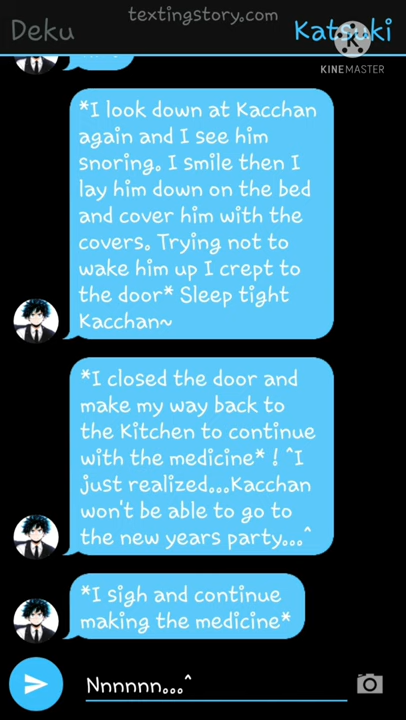 textingstory.com
Deku
Katsuki
KINEMASTER
*I look down at Kacchan
again and I see him
snoring. I smile then I
lay him down on the bed
and cover him with the
covers. Trying not to
wake him up I crept to
the door* Sleep tight
Kacchan~
*I closed the door and
make my way back to
the Kitchen to continue
with the medicine* ! ^I
just realized...Kacchan
won't be able to go to
the new years party...^
*I sigh and continue
making the medicine*
Nnnnnn...^